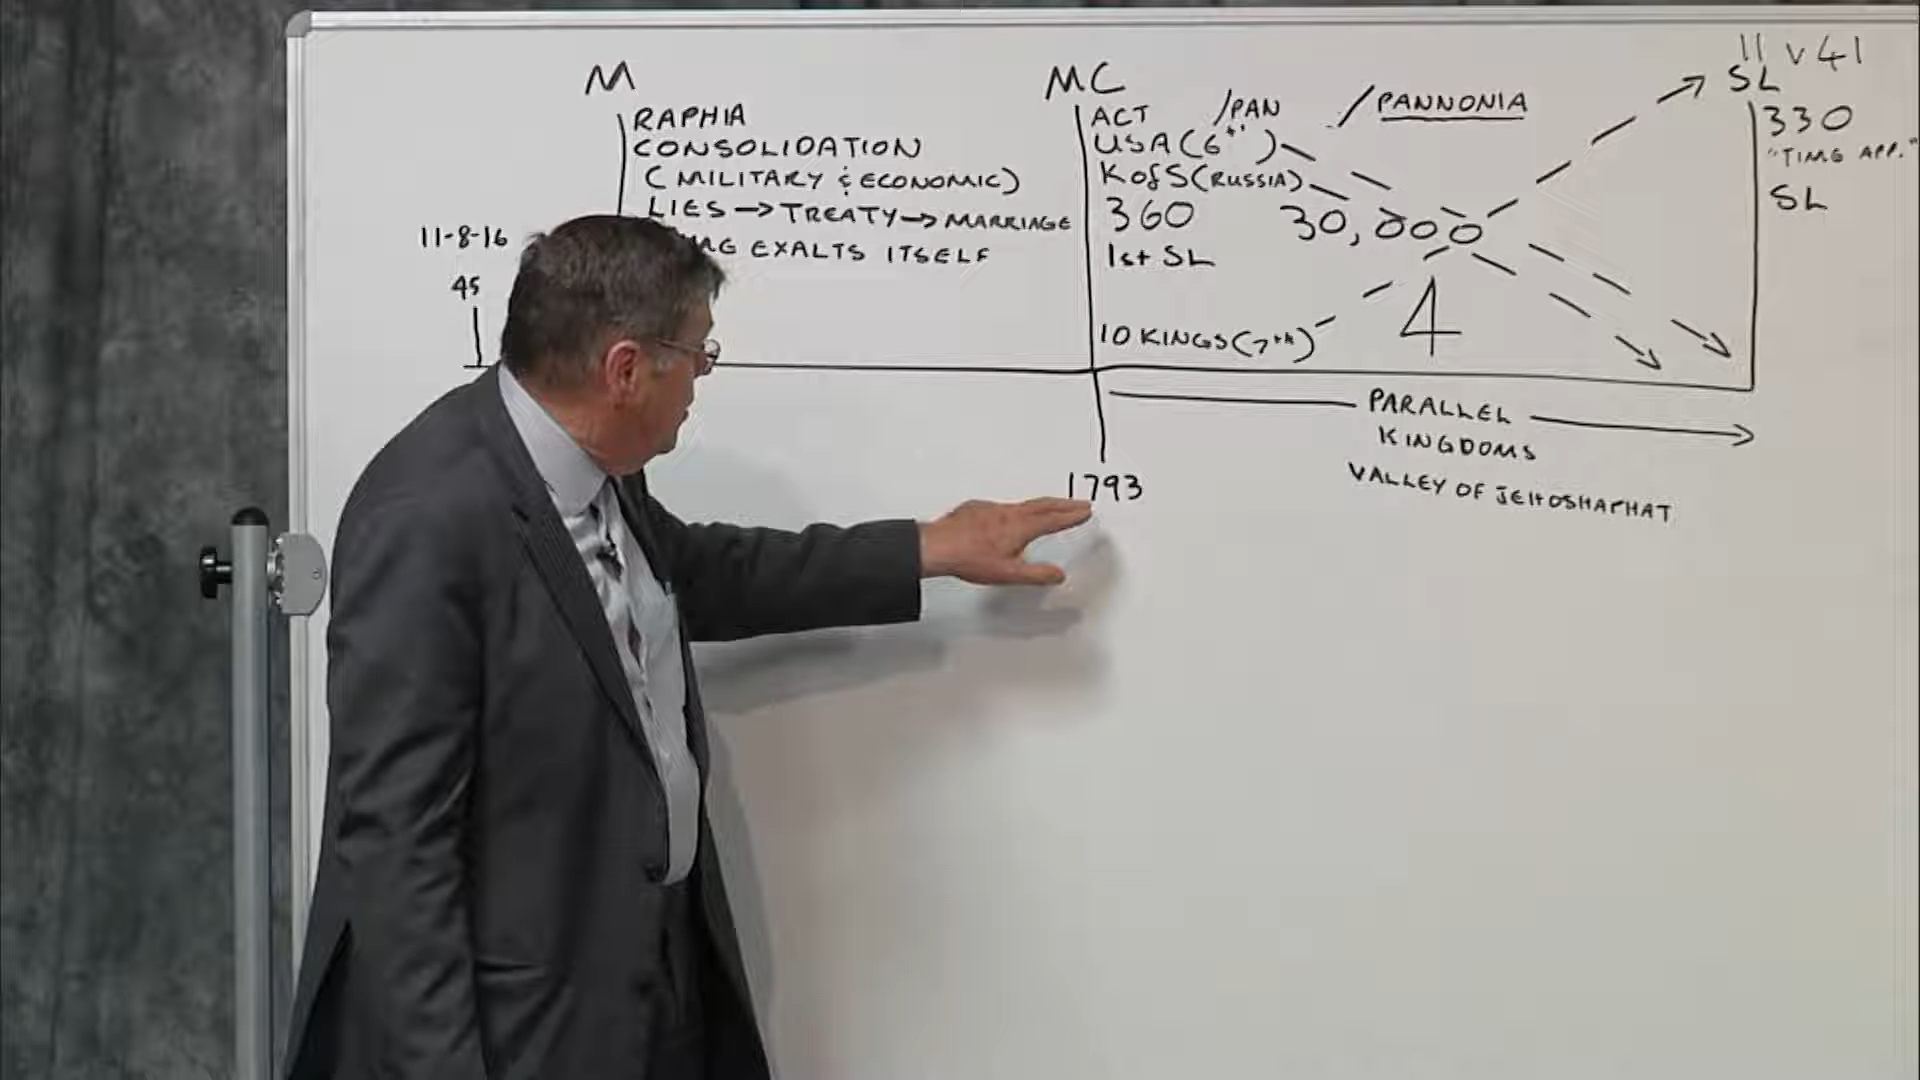 11 v 41
M
MC
SL
RAPHIA
CONSOLIDATION
(MILITARY & ECONOMIC)
LIES → TREATY → MARRIAGE
EXALTS ITSELF
11-8-16
45
ACT /PAN /PANNONIA
USA (6th)
KofS (RUSSIA)
360 30,000
1st SL
4
10 KINGS (7th)
330
"TIME APP."
SL
PARALLEL
KINGDOMS
VALLEY OF JEHOSHAPHAT
1793